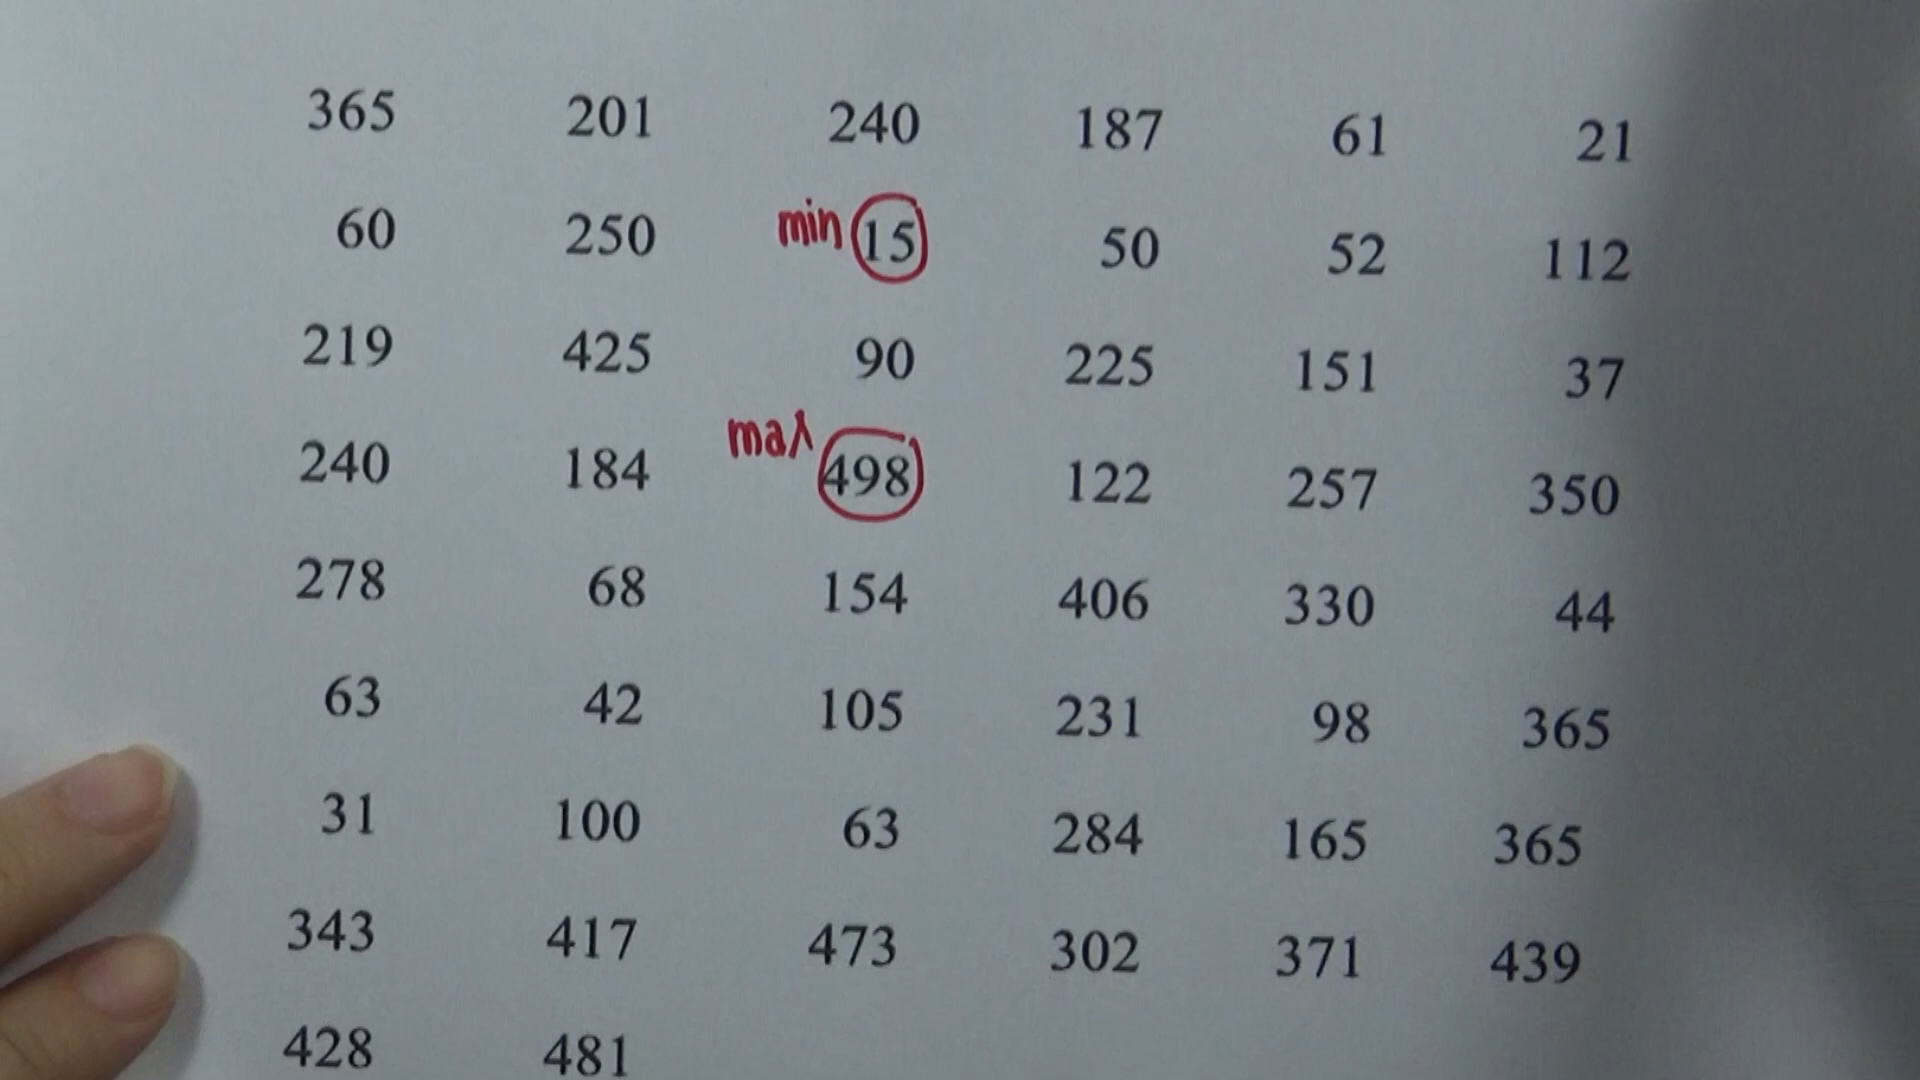 365 201 240 187 61 21
60 250 min 15 50 52 112
219 425 90 225 151 37
240 184 max 498 122 257 350
278 68 154 406 330 44
63 42 105 231 98 365
31 100 63 284 165 365
343 417 473 302 371 439
428 481